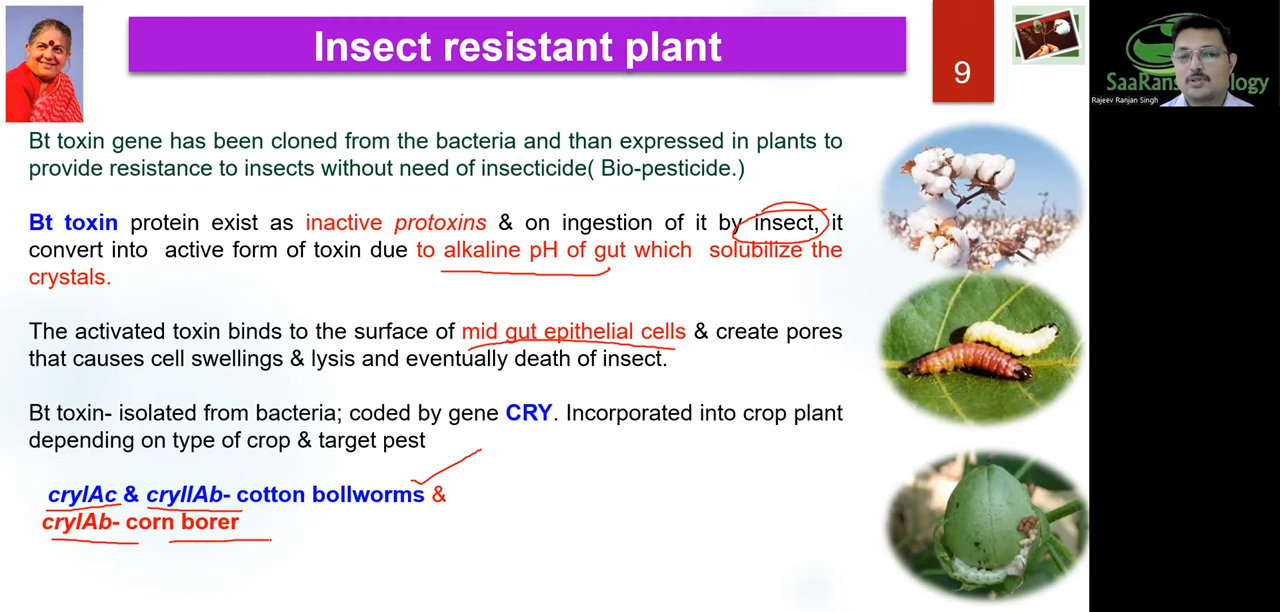 Insect resistant plant
9
SaaRans
logy
Rajeev Ranjan Singh
Bt toxin gene has been cloned from the bacteria and than expressed in plants to
provide resistance to insects without need of insecticide( Bio-pesticide.)
Bt toxin protein exist as inactive protoxins & on ingestion of it by insect, it
convert into active form of toxin due to alkaline pH of gut which solubilize the
crystals.
The activated toxin binds to the surface of mid gut epithelial cells & create pores
that causes cell swellings & lysis and eventually death of insect.
Bt toxin- isolated from bacteria; coded by gene CRY. Incorporated into crop plant
depending on type of crop & target pest
cryIAc & cryIIAb- cotton bollworms &
cryIAb- corn borer